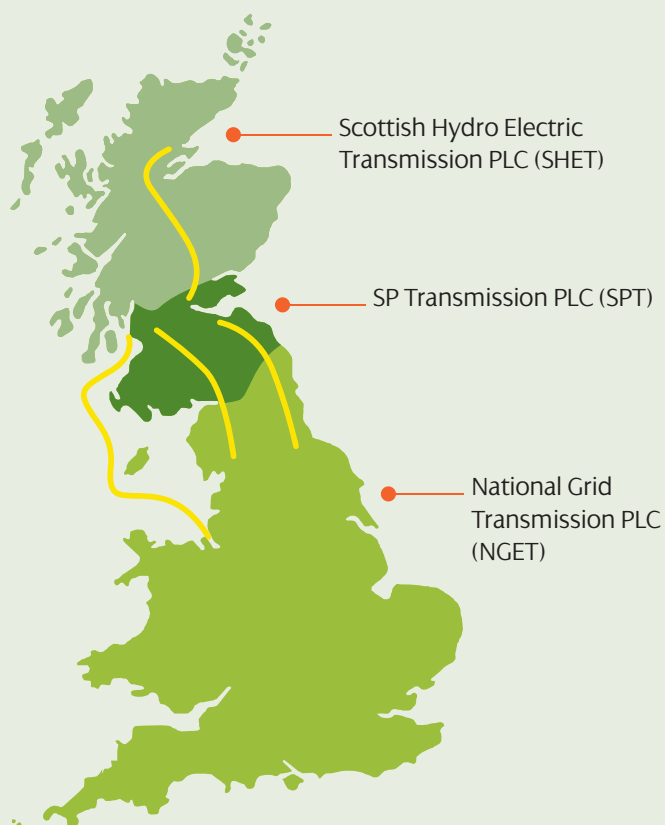 Scottish Hydro Electric
Transmission PLC (SHET)
SP Transmission PLC (SPT)
National Grid
Transmission PLC
(NGET)